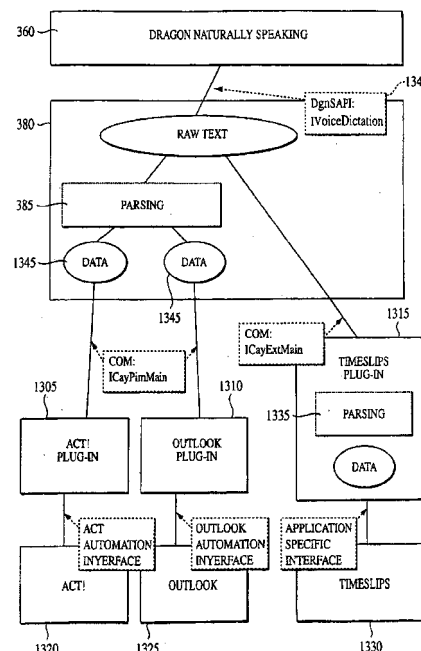 360
DRAGON NATURALLY SPEAKING
134
DgnSAPI:
IVoiceDictation
380
RAW TEXT
385
PARSING
1345
DATA
DATA
1345
1315
COM:
ICayPimMain
COM:
ICayExtMain
TIMESLIPS
PLUG-IN
1335
PARSING
DATA
1305
ACT!
PLUG-IN
1310
OUTLOOK
PLUG-IN
ACT
AUTOMATION
INYERFACE
OUTLOOK
AUTOMATION
INYERFACE
APPLICATION
SPECIFIC
INTERFACE
ACT!
OUTLOOK
TIMESLIPS
1320
1325
1330